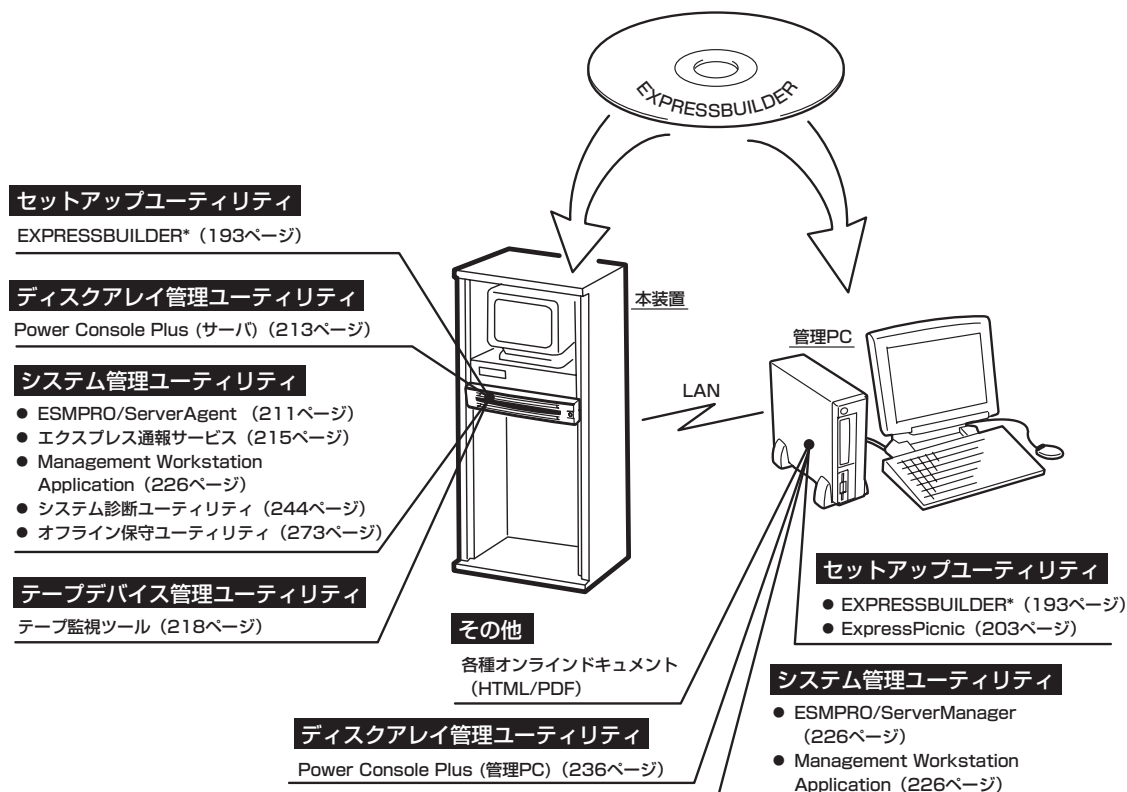 EXPRESSBUILDER
セットアップユーティリティ
EXPRESSBUILDER*（193ページ）
ディスクアレイ管理ユーティリティ
Power Console Plus (サーバ)（213ページ）
システム管理ユーティリティ
● ESMPRO/ServerAgent （211ページ）
● エクスプレス通報サービス（215ページ）
● Management Workstation
Application（226ページ）
● システム診断ユーティリティ（244ページ）
● オフライン保守ユーティリティ（273ページ）
テープデバイス管理ユーティリティ
テープ監視ツール（218ページ）
本装置
LAN
管理PC
その他
各種オンラインドキュメント
（HTML/PDF）
ディスクアレイ管理ユーティリティ
Power Console Plus (管理PC)（236ページ）
セットアップユーティリティ
● EXPRESSBUILDER*（193ページ）
● ExpressPicnic（203ページ）
システム管理ユーティリティ
● ESMPRO/ServerManager
（226ページ）
● Management Workstation
Application（226ページ）